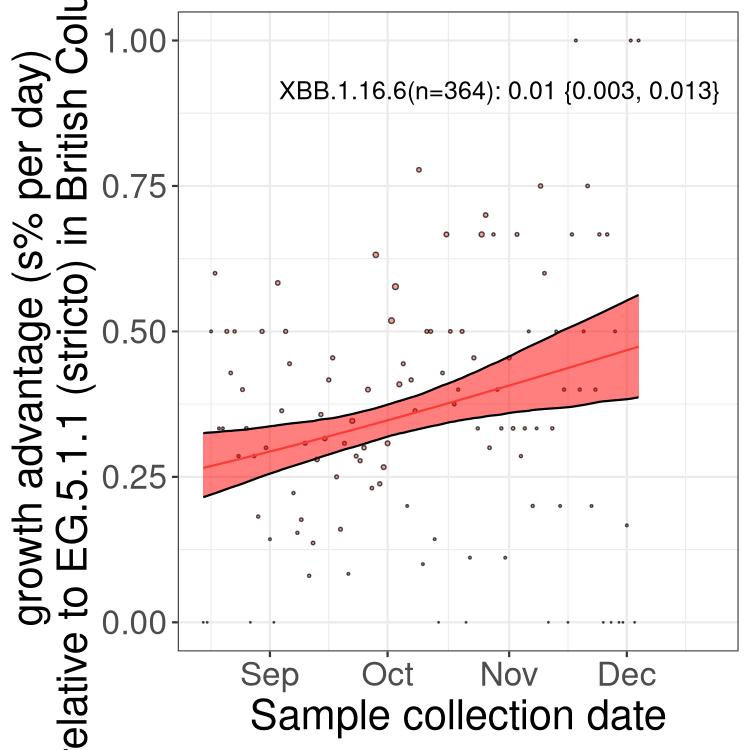 growth advantage (s% per day)
relative to EG.5.1.1 (stricto) in British
1.00
0.75
0.50
0.25
0.00
XBB.1.16.6(n=364): 0.01 {0.003, 0.013}
Sep Oct Nov Dec
Sample collection date